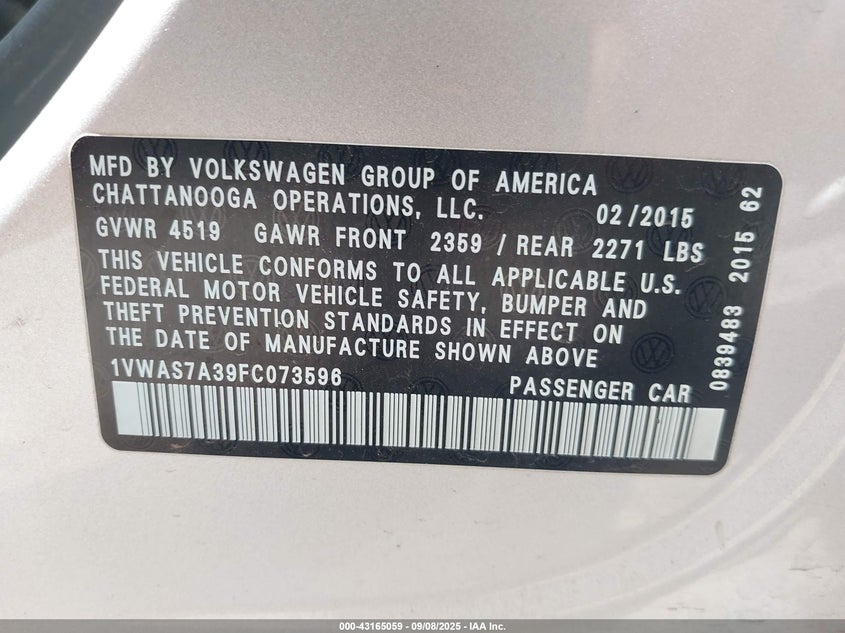 MFD BY VOLKSWAGEN GROUP OF AMERICA
CHATTANOOGA OPERATIONS, LLC. 02/2015
GVWR 4519 GAWR FRONT 2359 / REAR 2271 LBS
THIS VEHICLE CONFORMS TO ALL APPLICABLE U.S.
FEDERAL MOTOR VEHICLE SAFETY, BUMPER AND
THEFT PREVENTION STANDARDS IN EFFECT ON
THE DATE OF MANUFACTURE SHOWN ABOVE
1VWAS7A39FC073596 PASSENGER CAR
0839483 2015 62
000-43165059 - 09/08/2025 - IAA Inc.